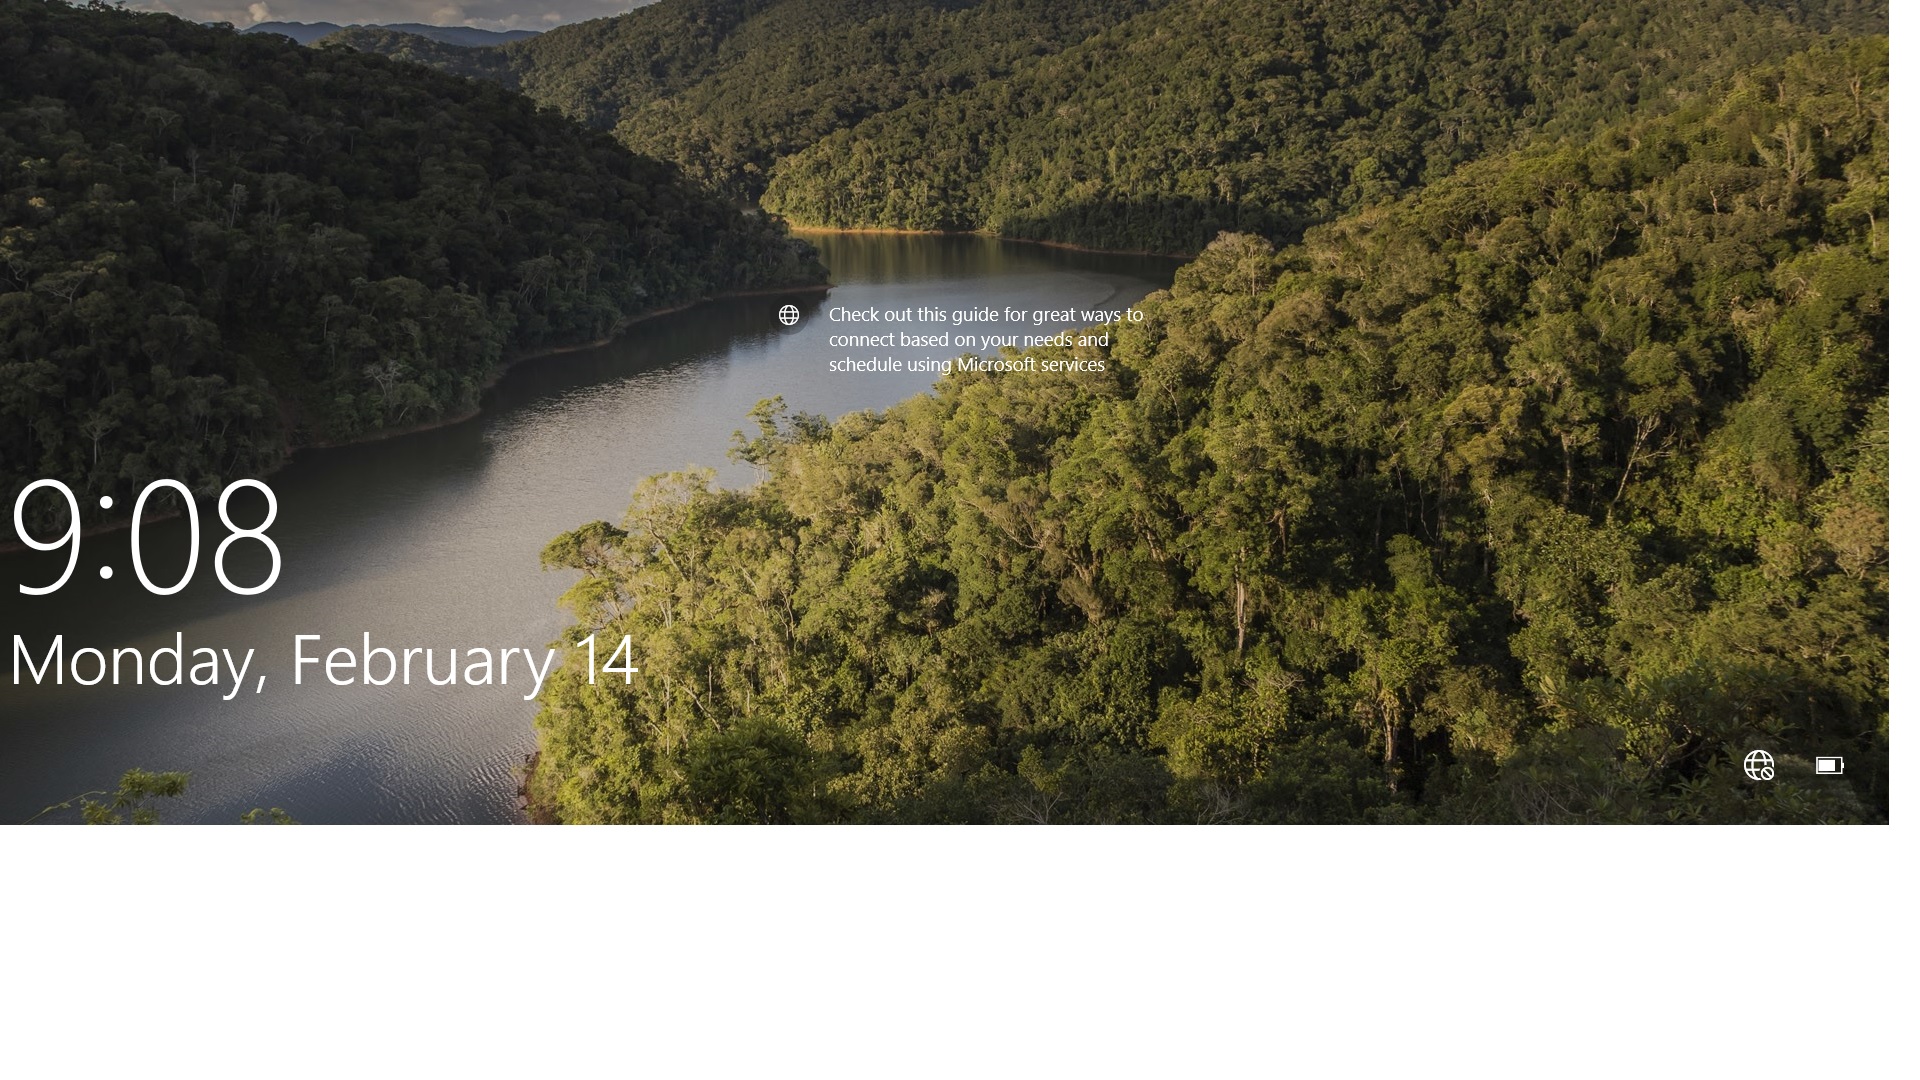 Check out this guide for great ways to
connect based on your needs and
schedule using Microsoft services
9:08
Monday, February 14